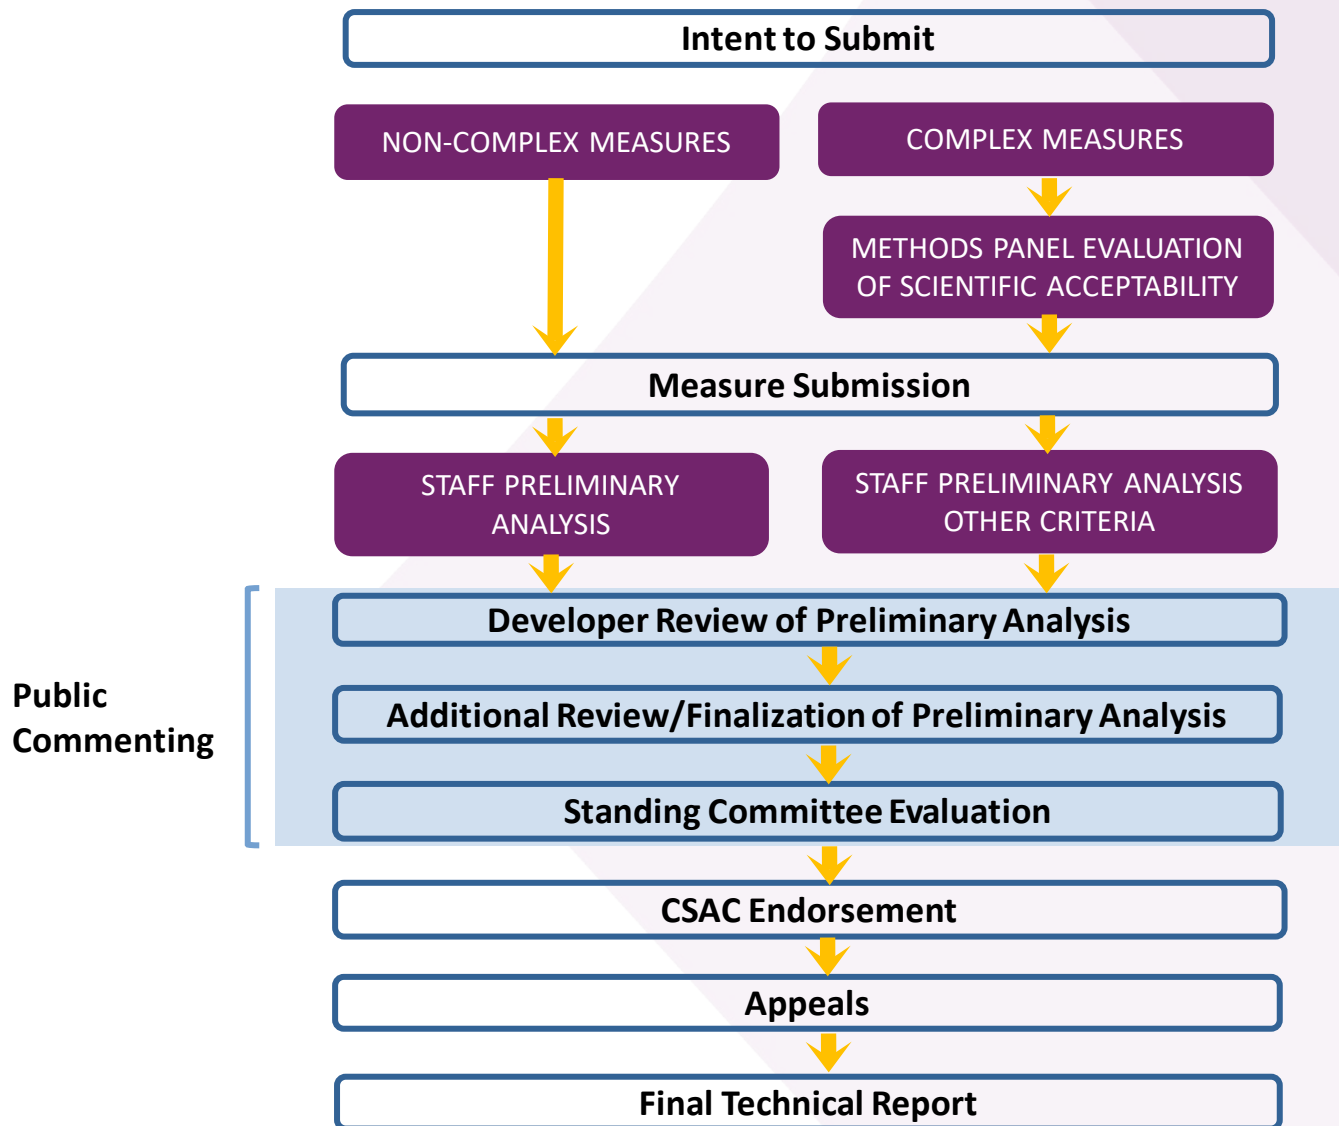 Intent to Submit
NON-COMPLEX MEASURES
COMPLEX MEASURES
METHODS PANEL EVALUATION
OF SCIENTIFIC ACCEPTABILITY
Measure Submission
STAFF PRELIMINARY
ANALYSIS
STAFF PRELIMINARY ANALYSIS
OTHER CRITERIA
Public
Commenting
Developer Review of Preliminary Analysis
Additional Review/Finalization of Preliminary Analysis
Standing Committee Evaluation
CSAC Endorsement
Appeals
Final Technical Report